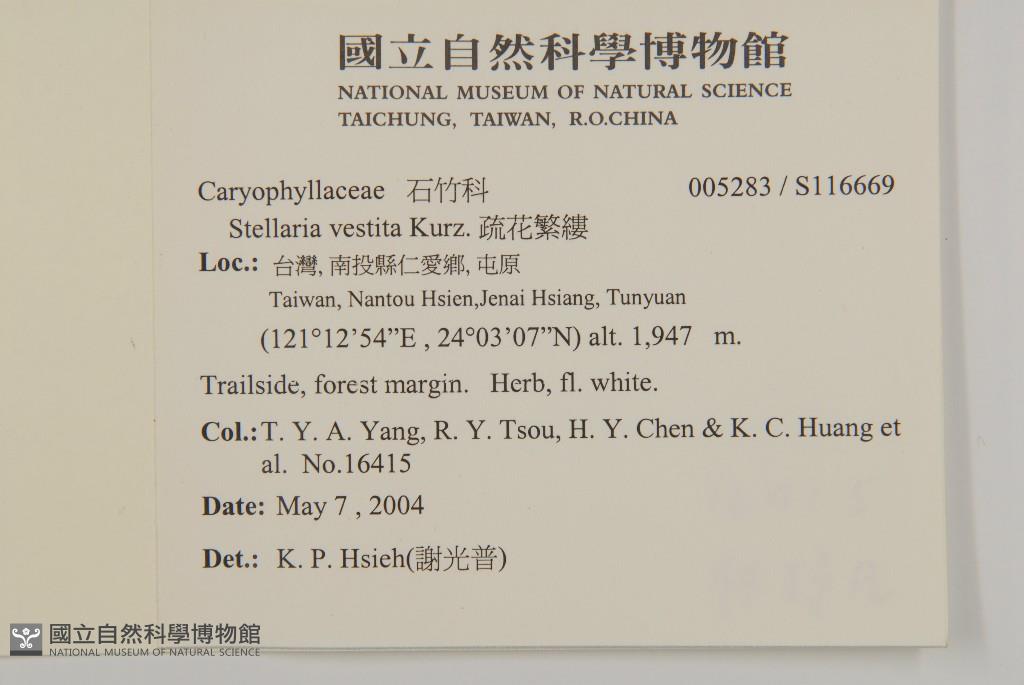 國立自然科學博物館
NATIONAL MUSEUM OF NATURAL SCIENCE
TAICHUNG, TAIWAN, R.O.CHINA
Caryophyllaceae 石竹科 005283 / S116669
Stellaria vestita Kurz. 疏花繁縷
Loc.: 台灣, 南投縣仁愛鄉, 屯原
Taiwan, Nantou Hsien,Jenai Hsiang, Tunyuan
(121°12’54”E , 24°03’07”N) alt. 1,947 m.
Trailside, forest margin. Herb, fl. white.
Col.: T. Y. A. Yang, R. Y. Tsou, H. Y. Chen & K. C. Huang et
al. No.16415
Date: May 7 , 2004
Det.: K. P. Hsieh(謝光普)
國立自然科學博物館
NATIONAL MUSEUM OF NATURAL SCIENCE